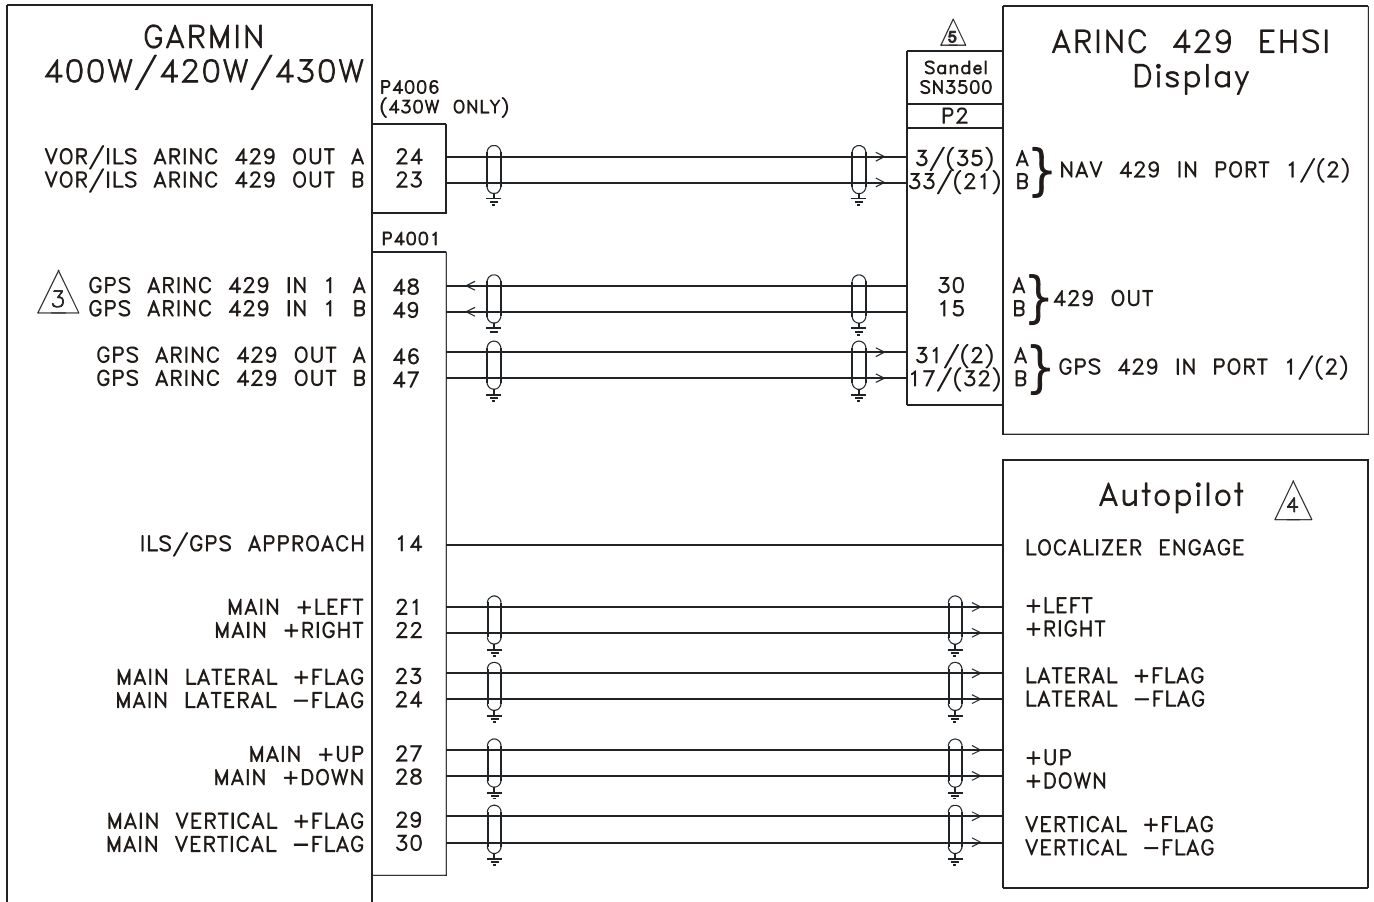 GARMIN
400W/420W/430W
P4006
(430W ONLY)
VOR/ILS ARINC 429 OUT A 24
VOR/ILS ARINC 429 OUT B 23
P4001
3
GPS ARINC 429 IN 1 A 48
GPS ARINC 429 IN 1 B 49
GPS ARINC 429 OUT A 46
GPS ARINC 429 OUT B 47
ILS/GPS APPROACH 14
MAIN +LEFT 21
MAIN +RIGHT 22
MAIN LATERAL +FLAG 23
MAIN LATERAL -FLAG 24
MAIN +UP 27
MAIN +DOWN 28
MAIN VERTICAL +FLAG 29
MAIN VERTICAL -FLAG 30
5
Sandel
SN3500
P2
ARINC 429 EHSI
Display
3/(35) A
33/(21) B
NAV 429 IN PORT 1/(2)
30 A
15 B
429 OUT
31/(2) A
17/(32) B
GPS 429 IN PORT 1/(2)
Autopilot 4
LOCALIZER ENGAGE
+LEFT
+RIGHT
LATERAL +FLAG
LATERAL -FLAG
+UP
+DOWN
VERTICAL +FLAG
VERTICAL -FLAG